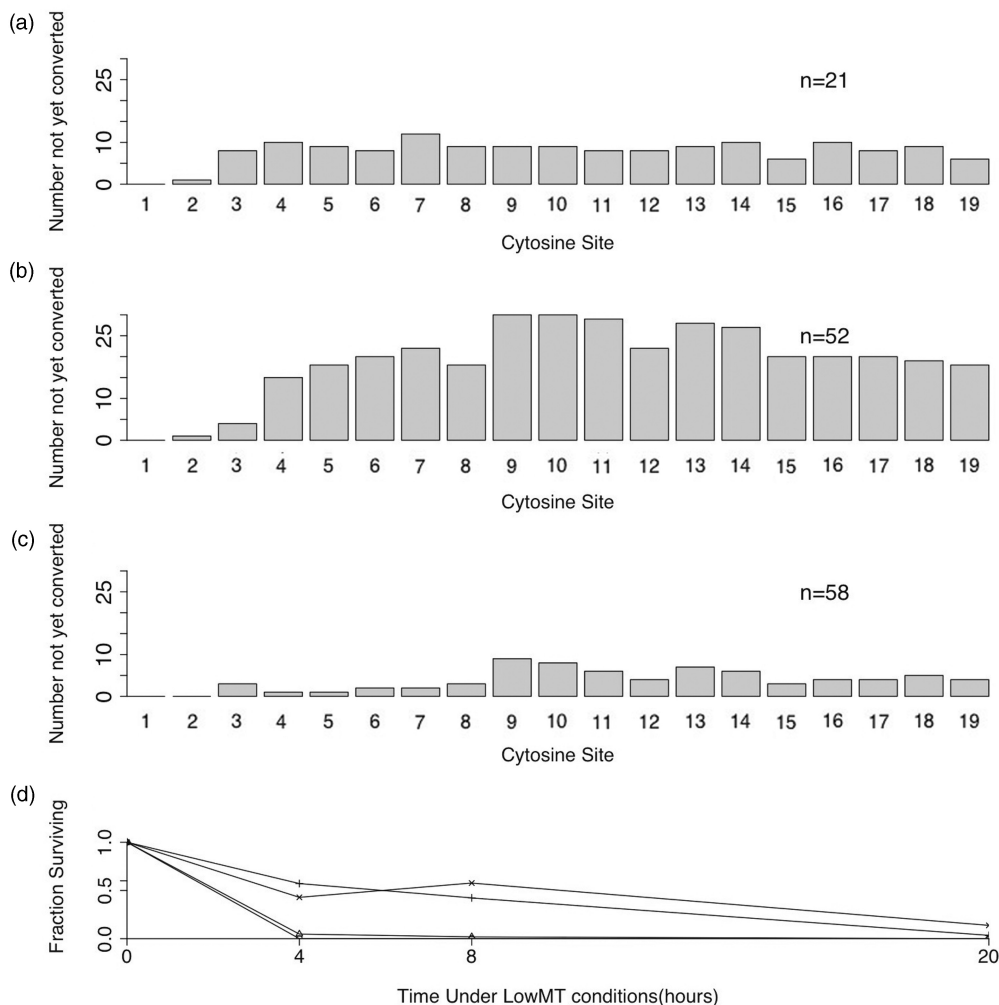 (a)
Number not yet converted
25
10
0
n=21
1 2 3 4 5 6 7 8 9 10 11 12 13 14 15 16 17 18 19
Cytosine Site
(b)
Number not yet converted
25
10
0
n=52
1 2 3 4 5 6 7 8 9 10 11 12 13 14 15 16 17 18 19
Cytosine Site
(c)
Number not yet converted
25
10
0
n=58
1 2 3 4 5 6 7 8 9 10 11 12 13 14 15 16 17 18 19
Cytosine Site
(d)
Fraction Surviving
1.0
0.5
0.0
0 4 8 20
Time Under LowMT conditions(hours)